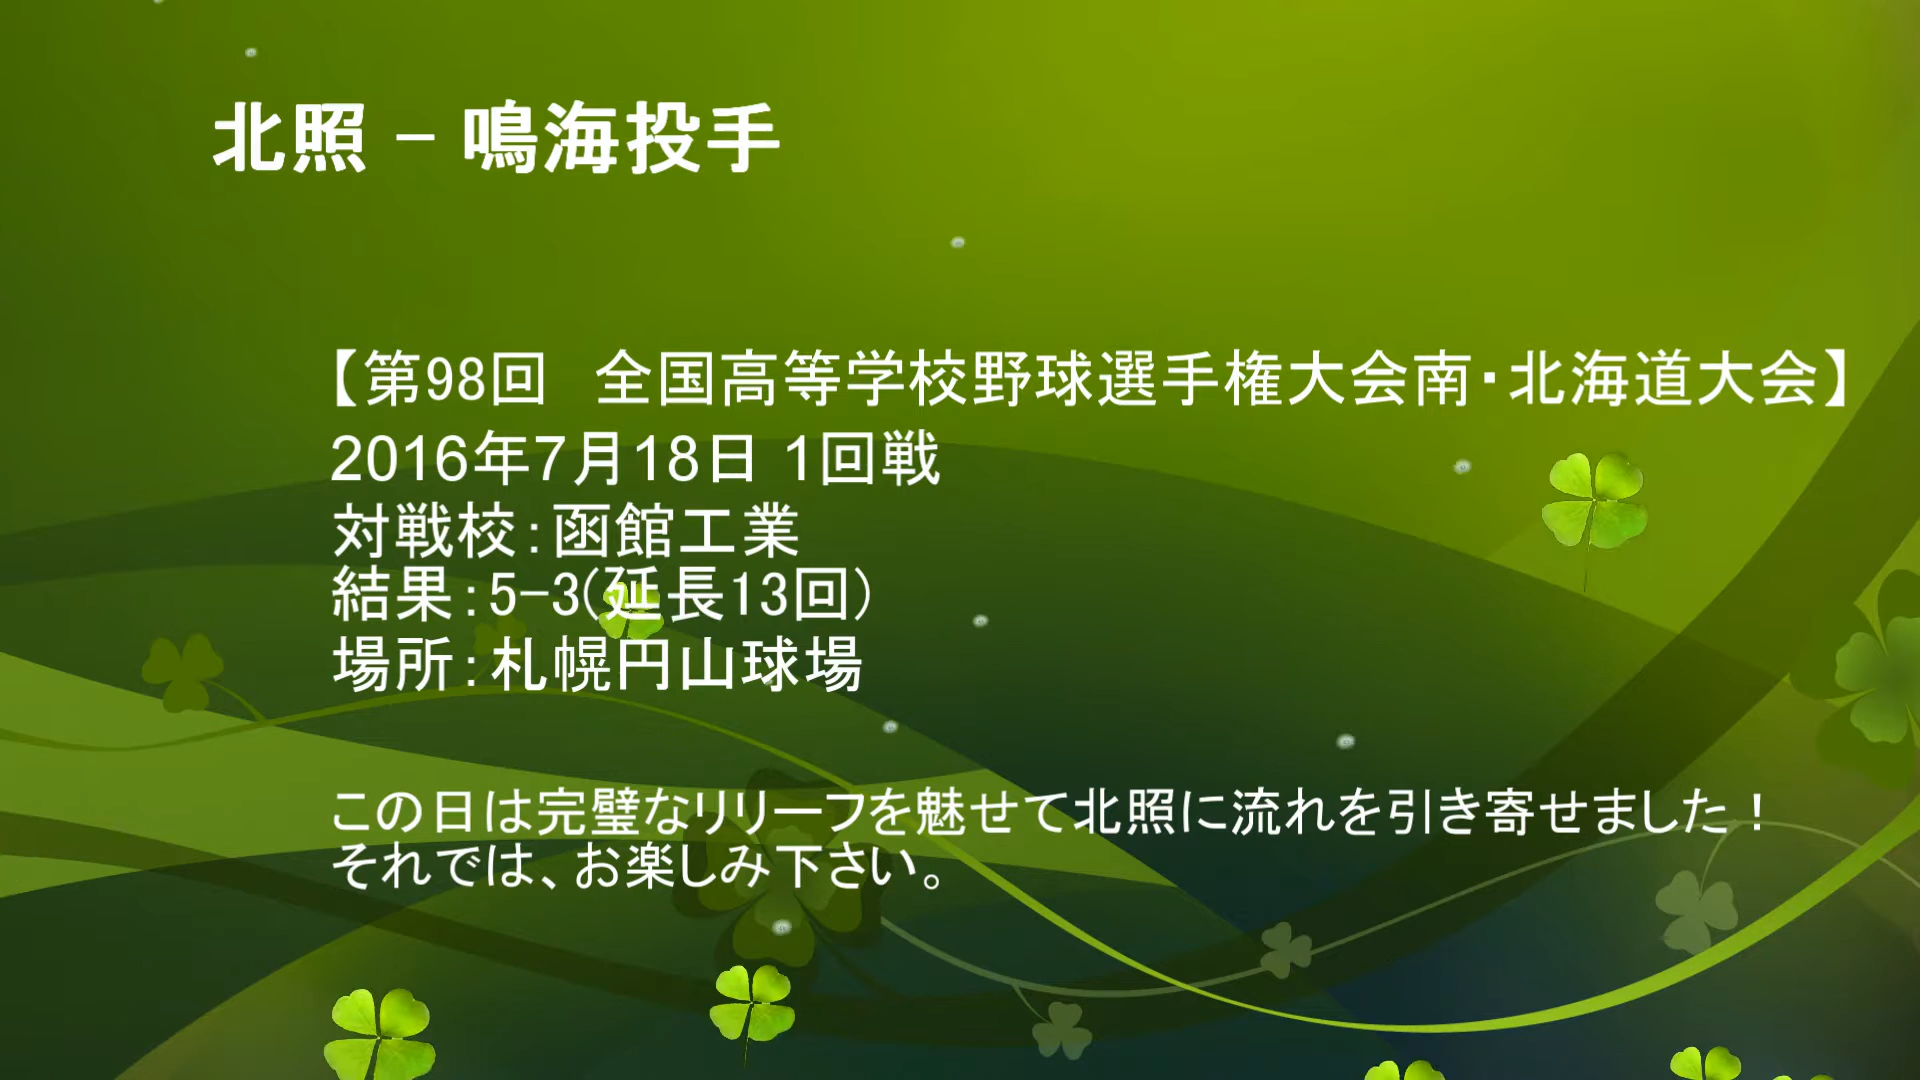 北照 - 鳴海投手
【第98回　全国高等学校野球選手権大会南・北海道大会】
2016年7月18日 1回戦
対戦校：函館工業
結果：5-3(延長13回)
場所：札幌円山球場
この日は完璧なリリーフを魅せて北照に流れを引き寄せました！
それでは、お楽しみ下さい。